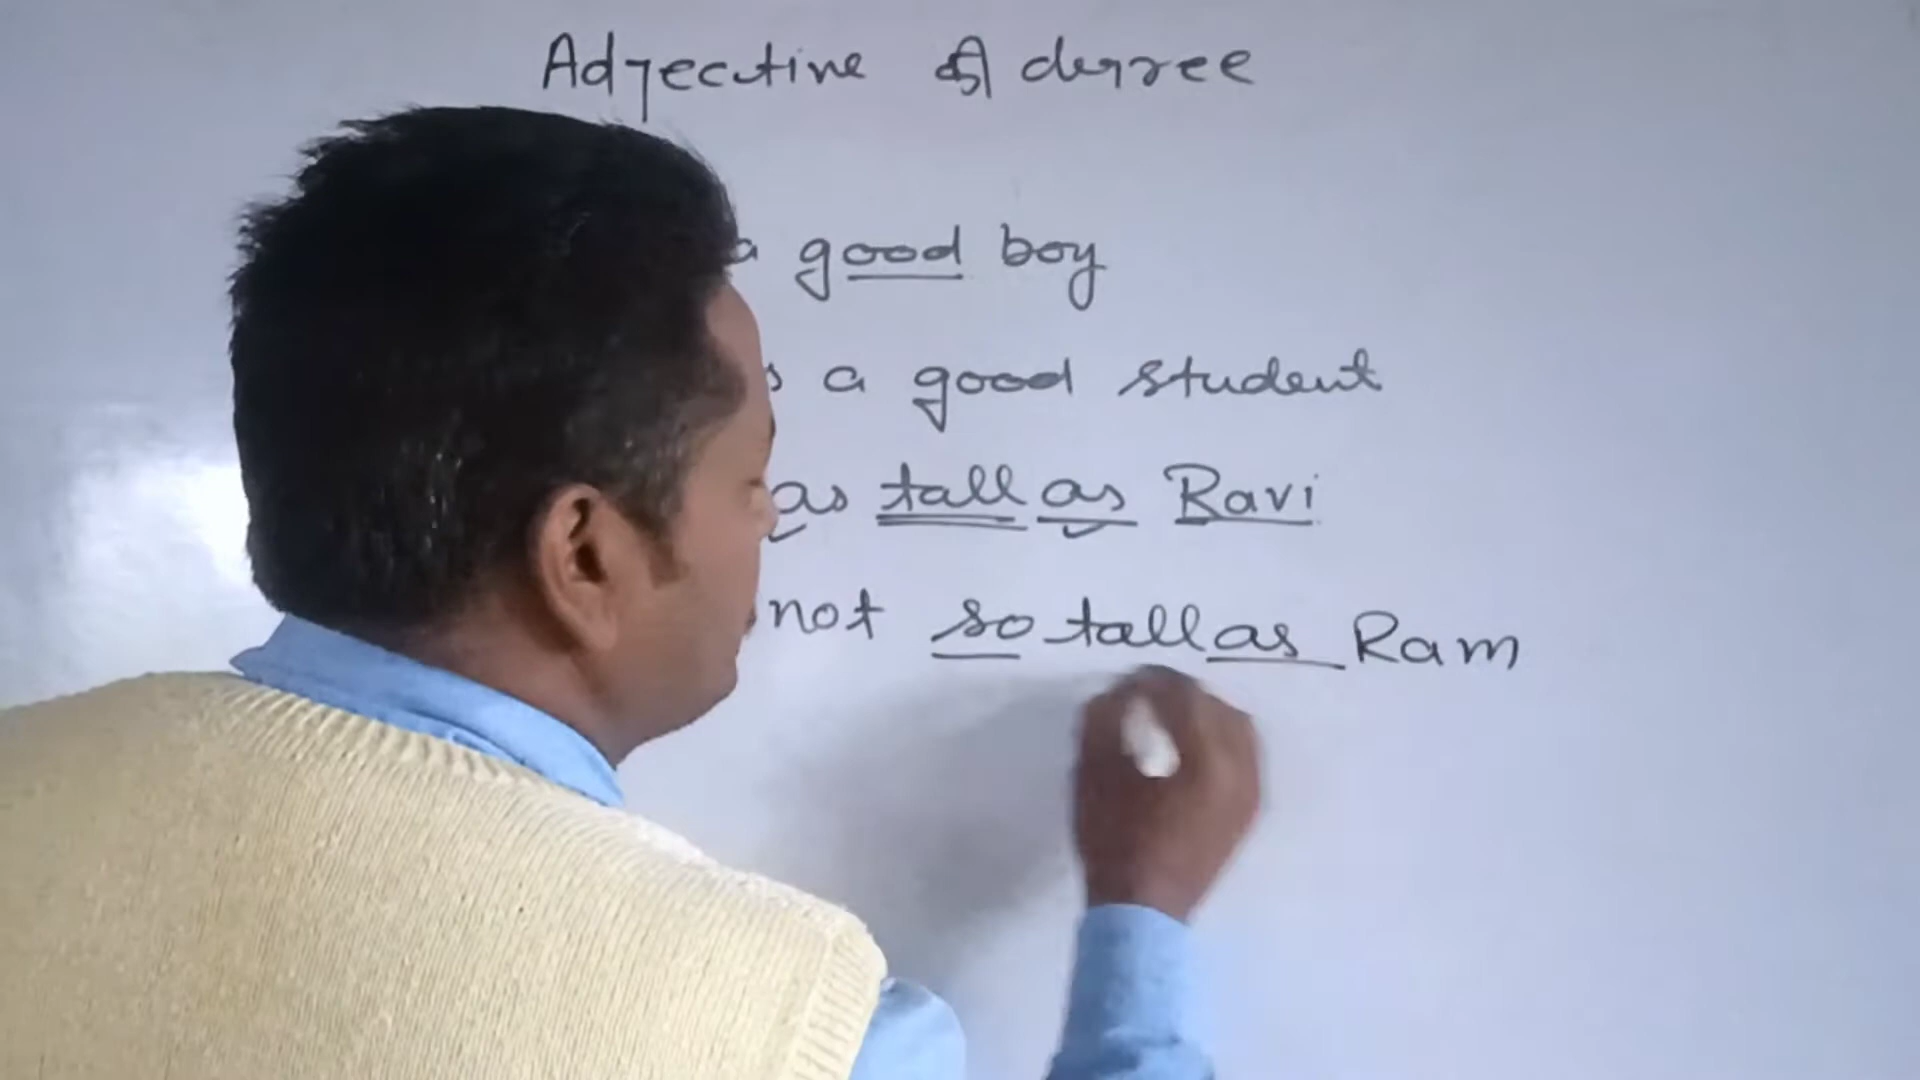 Adjective की degree
a good boy
s a good student
as tall as Ravi
not so tall as Ram